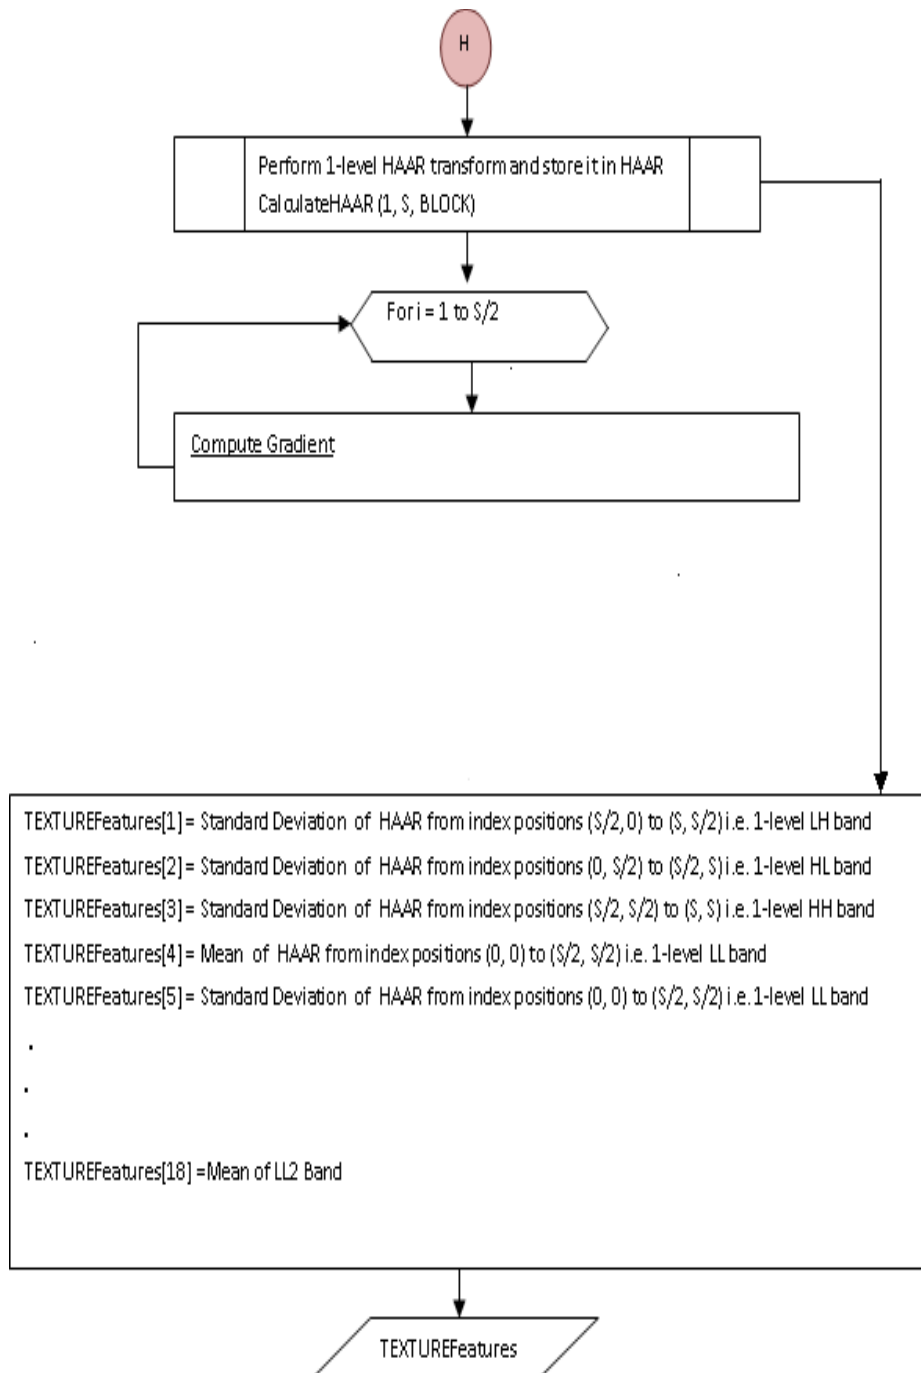 H
Perform 1-level HAAR transform and store it in HAAR
CalculateHAAR (1, S, BLOCK)
For i = 1 to S/2
Compute Gradient
TEXTUREFeatures[1] = Standard Deviation of HAAR from index positions (S/2, 0) to (S, S/2) i.e. 1-level LH band
TEXTUREFeatures[2] = Standard Deviation of HAAR from index positions (0, S/2) to (S/2, S) i.e. 1-level HL band
TEXTUREFeatures[3] = Standard Deviation of HAAR from index positions (S/2, S/2) to (S, S) i.e. 1-level HH band
TEXTUREFeatures[4] = Mean of HAAR from index positions (0, 0) to (S/2, S/2) i.e. 1-level LL band
TEXTUREFeatures[5] = Standard Deviation of HAAR from index positions (0, 0) to (S/2, S/2) i.e. 1-level LL band
.
.
.
TEXTUREFeatures[18] =Mean of LL2 Band
TEXTUREFeatures